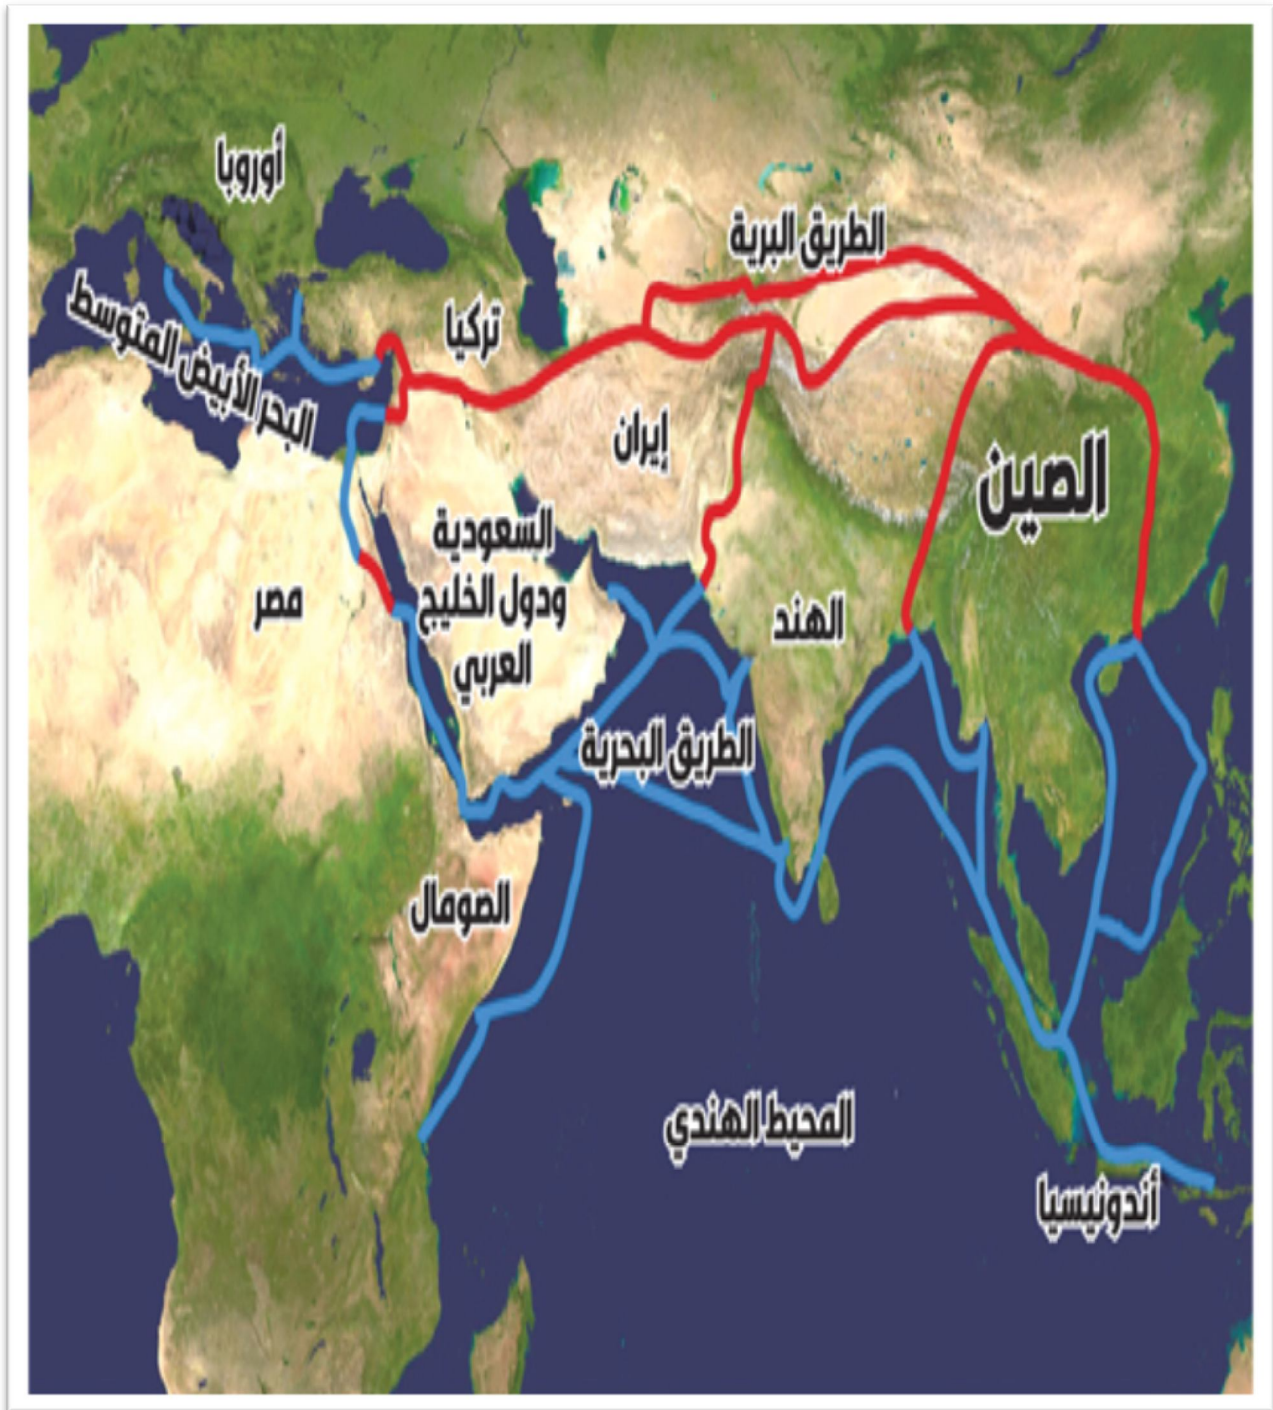 أوروبا
الطريق البرية
البحر الأبيض المتوسط
تركيا
إيران
الصين
السعودية
ودول الخليج
العربي
مصر
الهند
الطريق البحرية
الصومال
المحيط الهندي
أندونيسيا